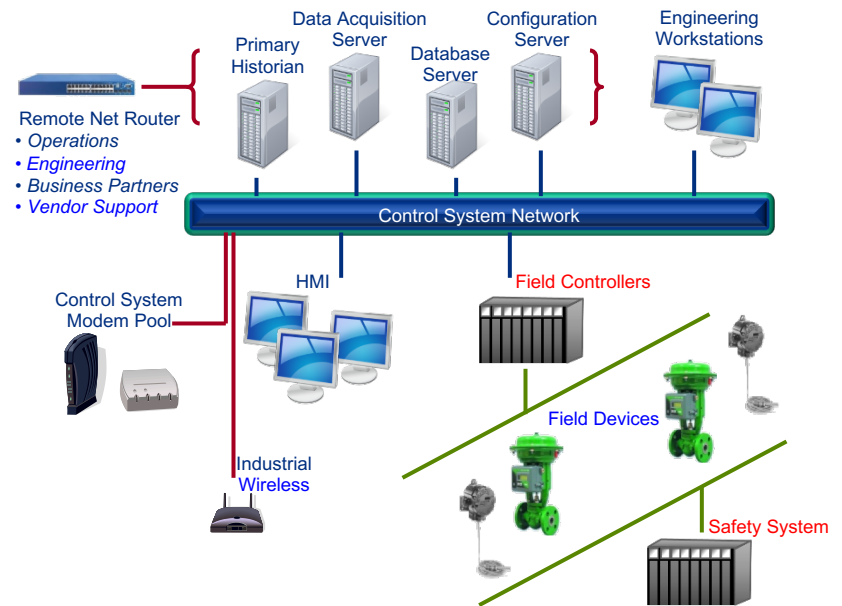 Data Acquisition
Server
Configuration
Server
Engineering
Workstations
Primary
Historian
Database
Server
Remote Net Router
• Operations
• Engineering
• Business Partners
• Vendor Support
Control System Network
HMI
Field Controllers
Control System
Modem Pool
Field Devices
Industrial
Wireless
Safety System